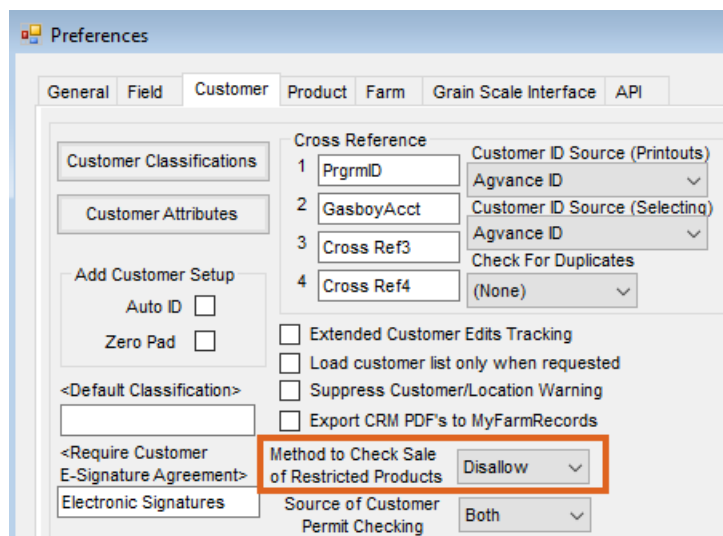 Preferences
General Field Customer Product Farm Grain Scale Interface API
Customer Classifications
Customer Attributes
Add Customer Setup
Auto ID
Zero Pad
<Default Classification>
<Require Customer
E-Signature Agreement>
Electronic Signatures
Cross Reference
1 PrgrmID
2 GasboyAcct
3 Cross Ref3
4 Cross Ref4
Customer ID Source (Printouts)
Agvance ID
Customer ID Source (Selecting)
Agvance ID
Check For Duplicates
(None)
Extended Customer Edits Tracking
Load customer list only when requested
Suppress Customer/Location Warning
Export CRM PDF's to MyFarmRecords
Method to Check Sale
of Restricted Products
Disallow
Source of Customer
Permit Checking
Both